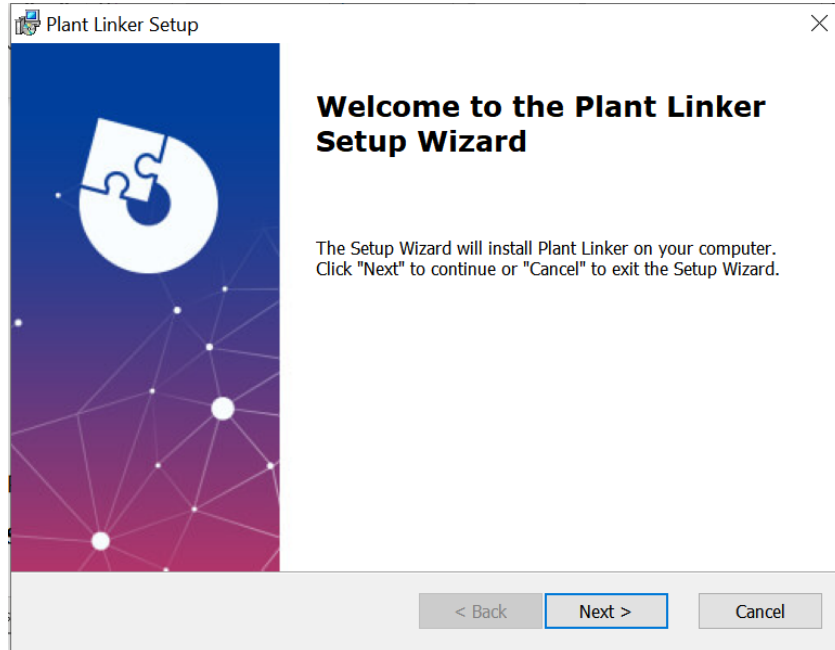 Plant Linker Setup
Welcome to the Plant Linker
Setup Wizard
The Setup Wizard will install Plant Linker on your computer.
Click "Next" to continue or "Cancel" to exit the Setup Wizard.
< Back Next > Cancel